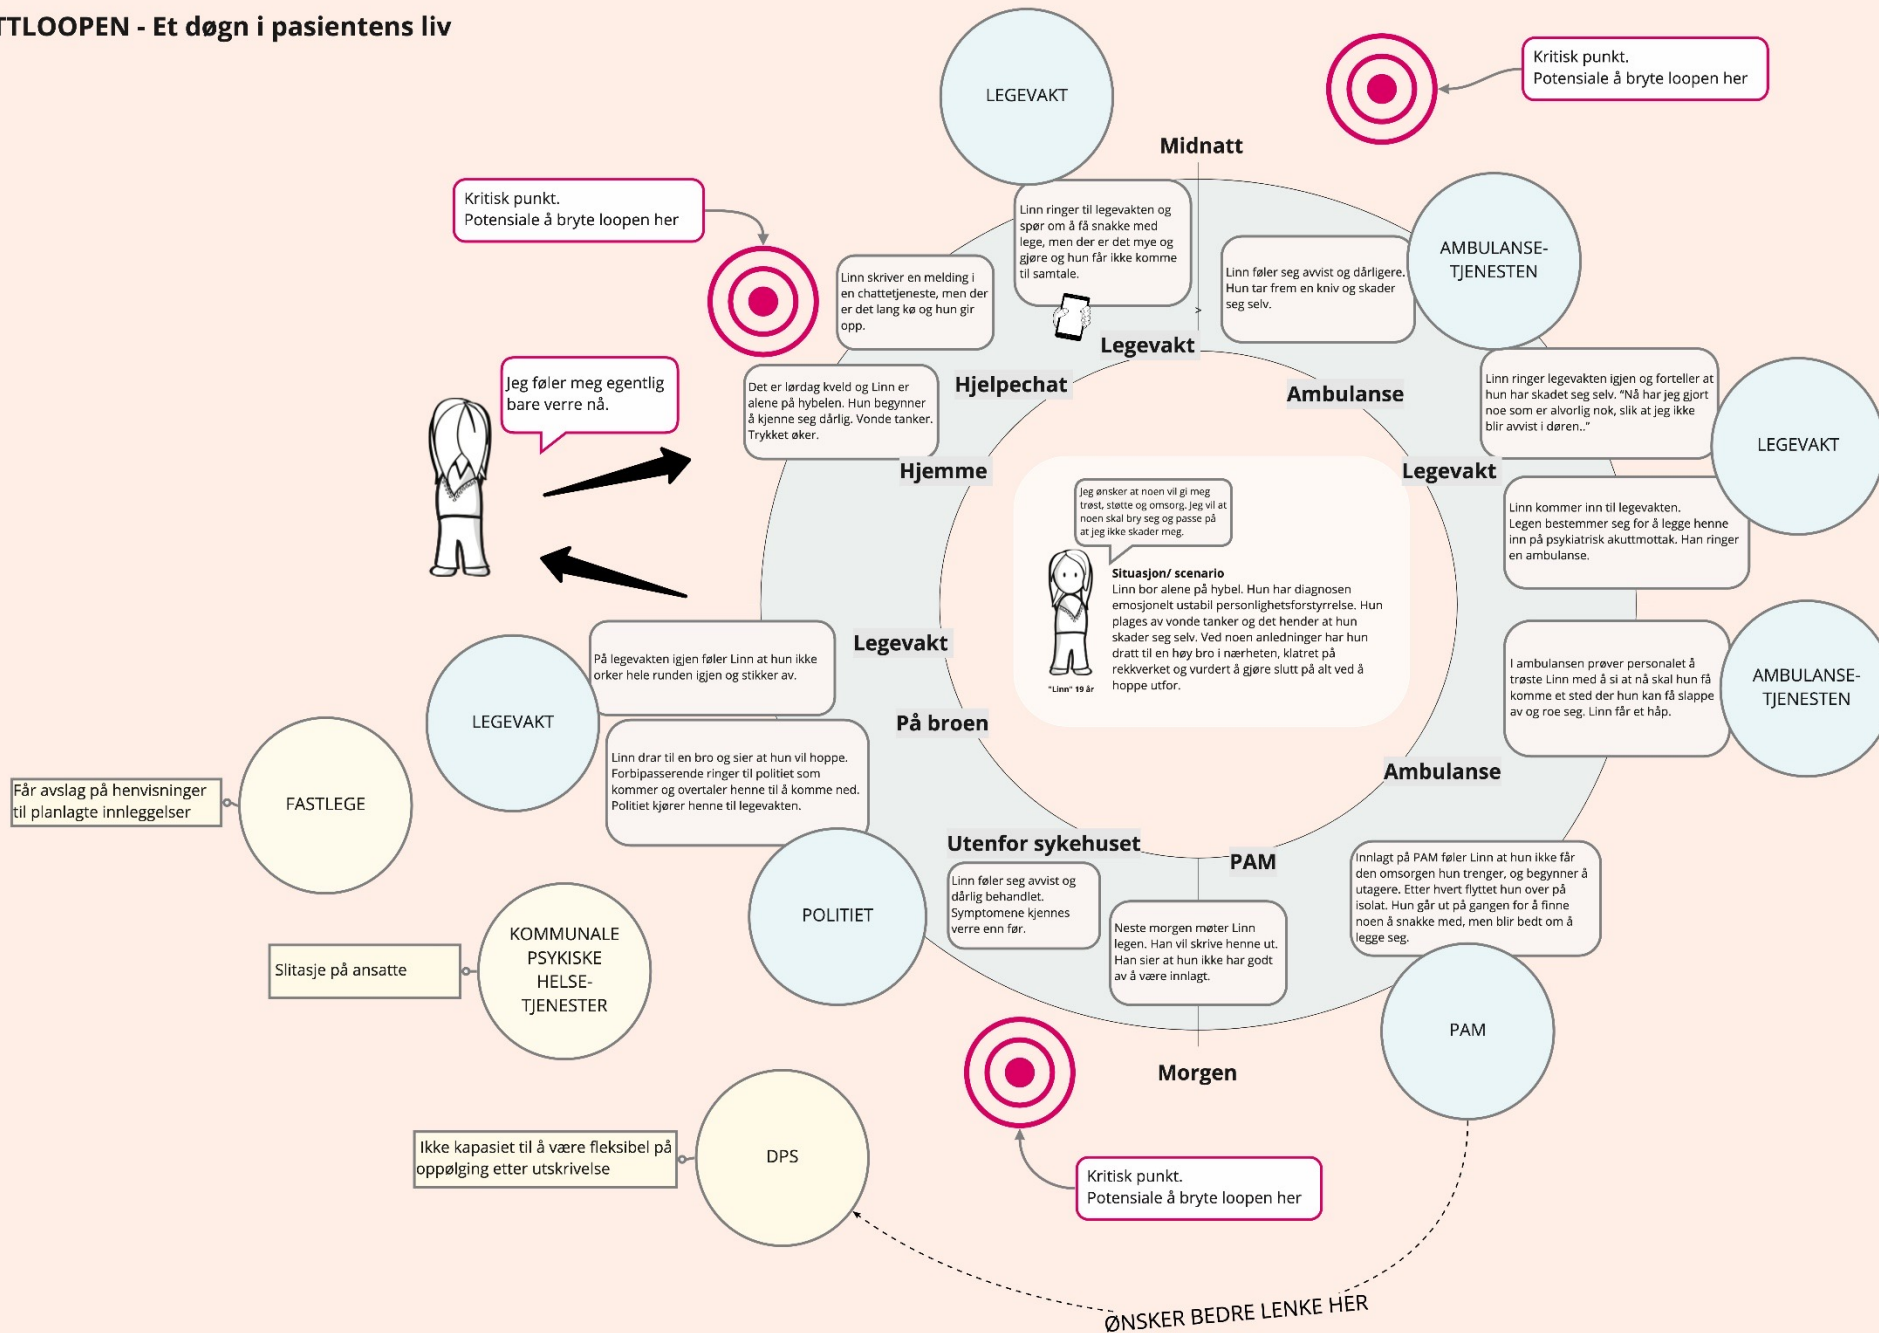 TTLOOPEN - Et døgn i pasientens liv
LEGEVAKT
Kritisk punkt.
Potensiale å bryte loopen her
Midnatt
Kritisk punkt.
Potensiale å bryte loopen her
Linn ringer til legevakten og
spør om å få snakke med
lege, men der er det mye og
gjøre og hun får ikke komme
til samtale.
AMBULANSE-
TJENESTEN
Linn skriver en melding i
en chattetjeneste, men der
er det lang kø og hun gir
opp.
Linn føler seg avvist og dårligere.
Hun tar frem en kniv og skader
seg selv.
>
Legevakt
Hjelpechat
Ambulanse
Jeg føler meg egentlig
bare verre nå.
Det er lørdag kveld og Linn er
alene på hybelen. Hun begynner
å kjenne seg dårlig. Vonde tanker.
Trykket øker.
Hjemme
Linn ringer legevakten igjen og forteller at
hun har skadet seg selv. “Nå har jeg gjort
noe som er alvorlig nok, slik at jeg ikke
blir avvist i døren..”
LEGEVAKT
Legevakt
Linn kommer inn til legevakten.
Legen bestemmer seg for å legge henne
inn på psykiatrisk akuttmottak. Han ringer
en ambulanse.
Jeg ønsker at noen vil gi meg
trøst, støtte og omsorg. Jeg vil at
noen skal bry seg og passe på
at jeg ikke skader meg.
Situasjon/ scenario
Linn bor alene på hybel. Hun har diagnosen
emosjonelt ustabil personlighetsforstyrrelse. Hun
plages av vonde tanker og det hender at hun
skader seg selv. Ved noen anledninger har hun
dratt til en høy bro i nærheten, klatret på
rekkverket og vurdert å gjøre slutt på alt ved å
hoppe utfor.
"Linn" 19 år
I ambulansen prøver personalet å
trøste Linn med å si at nå skal hun få
komme et sted der hun kan få slappe
av og roe seg. Linn får et håp.
AMBULANSE-
TJENESTEN
Ambulanse
Legevakt
På legevakten igjen føler Linn at hun ikke
orker hele runden igjen og stikker av.
LEGEVAKT
På broen
Linn drar til en bro og sier at hun vil hoppe.
Forbipasserende ringer til politiet som
kommer og overtaler henne til å komme ned.
Politiet kjører henne til legevakten.
Får avslag på henvisninger
til planlagte innleggelser
FASTLEGE
Utenfor sykehuset
PAM
Linn føler seg avvist og
dårlig behandlet.
Symptomene kjennes
verre enn før.
Neste morgen møter Linn
legen. Han vil skrive henne ut.
Han sier at hun ikke har godt
av å være innlagt.
Innlagt på PAM føler Linn at hun ikke får
den omsorgen hun trenger, og begynner å
utagere. Etter hvert flyttet hun over på
isolat. Hun går ut på gangen for å finne
noen å snakke med, men blir bedt om å
legge seg.
POLITIET
KOMMUNALE
PSYKISKE
HELSE-
TJENESTER
Slitasje på ansatte
PAM
Morgen
DPS
Ikke kapasiet til å være fleksibel på
oppølging etter utskrivelse
Kritisk punkt.
Potensiale å bryte loopen her
ØNSKER BEDRE LENKE HER